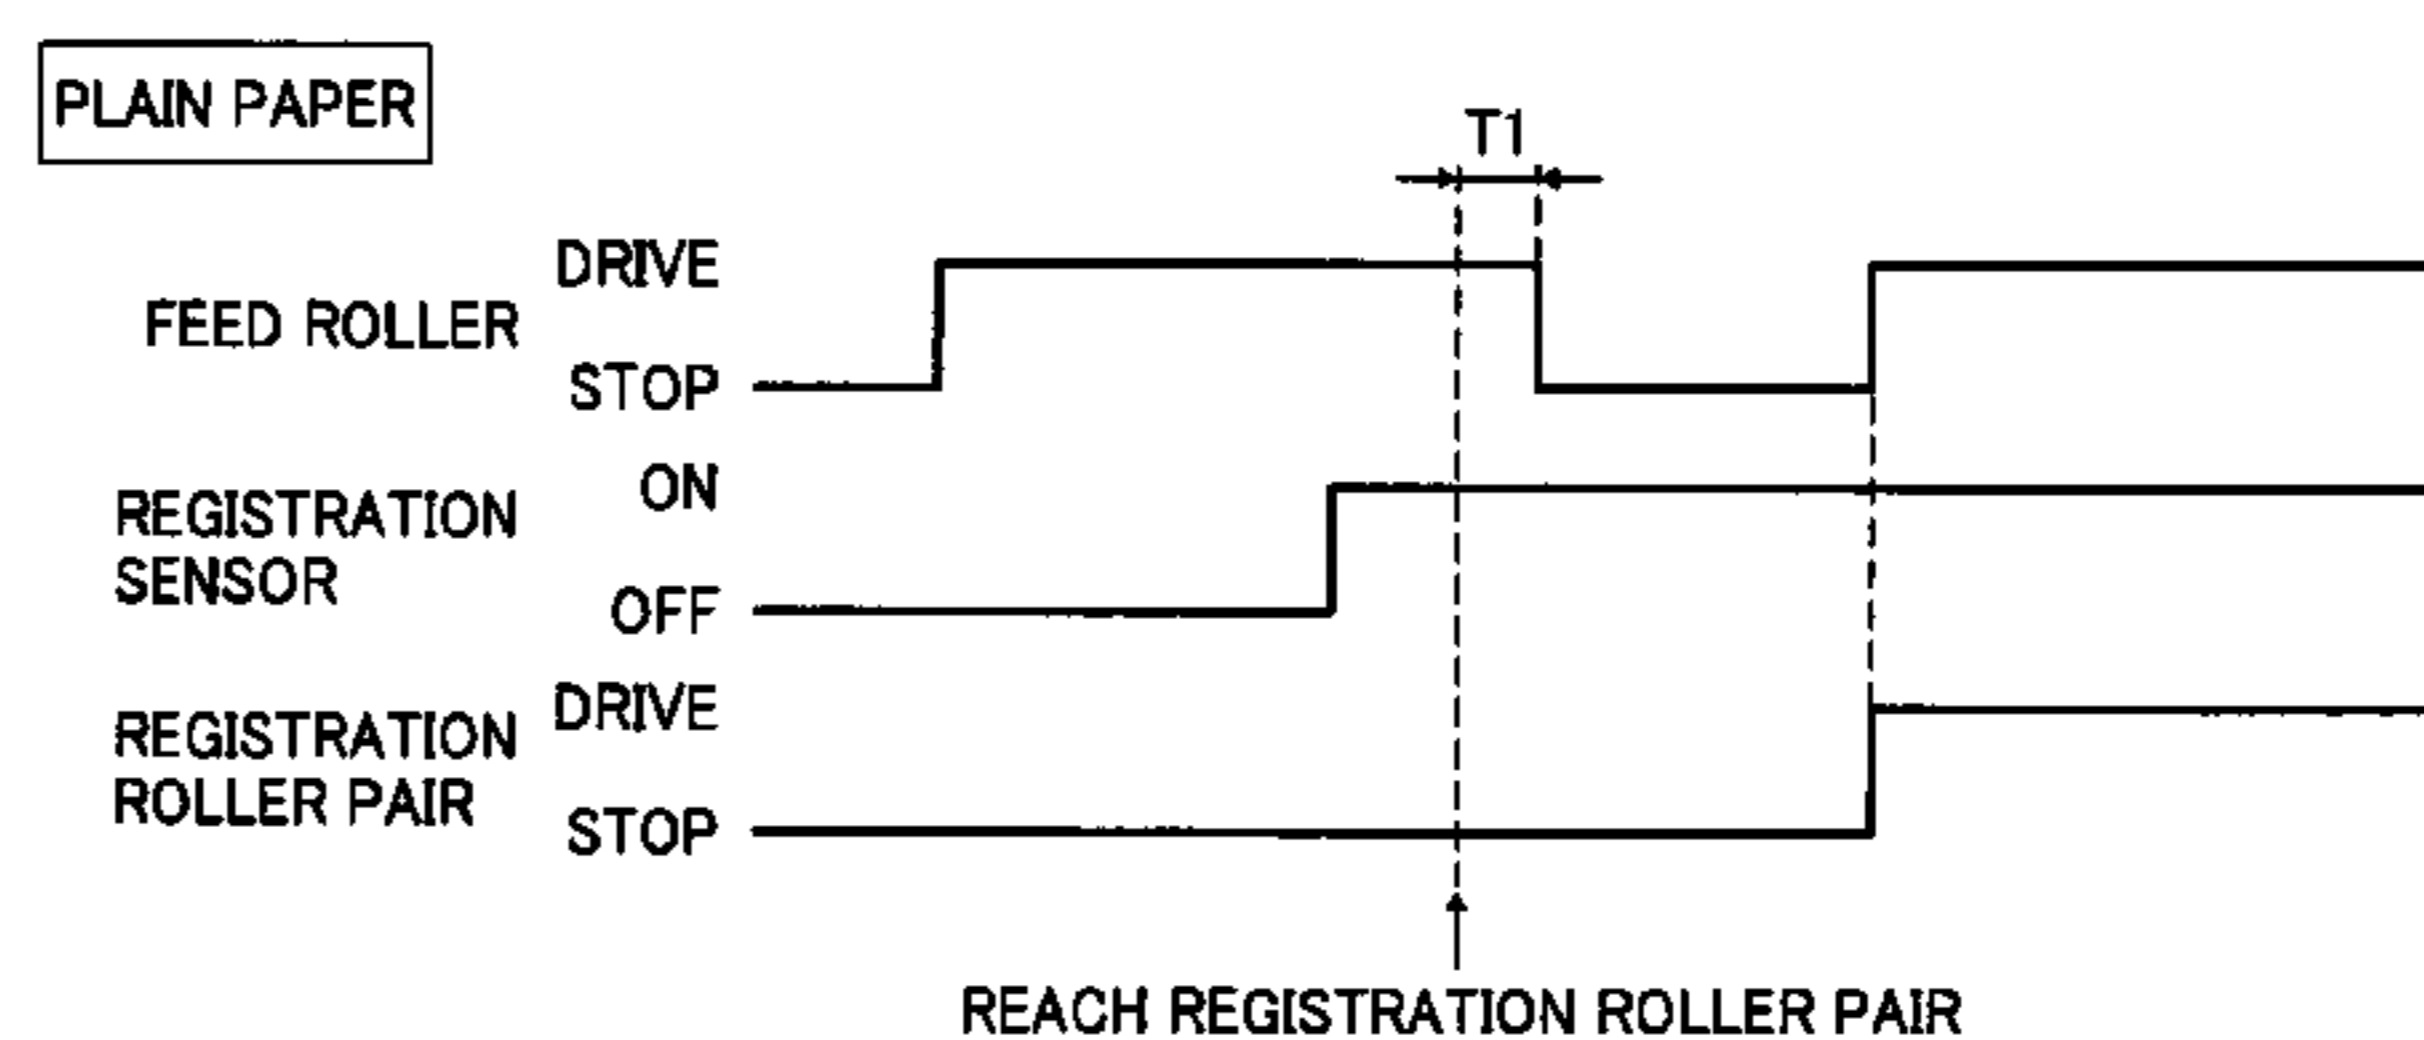 PLAIN PAPER
T1
DRIVE
FEED ROLLER
STOP
ON
REGISTRATION
SENSOR
OFF
DRIVE
REGISTRATION
ROLLER PAIR
STOP
REACH REGISTRATION ROLLER PAIR